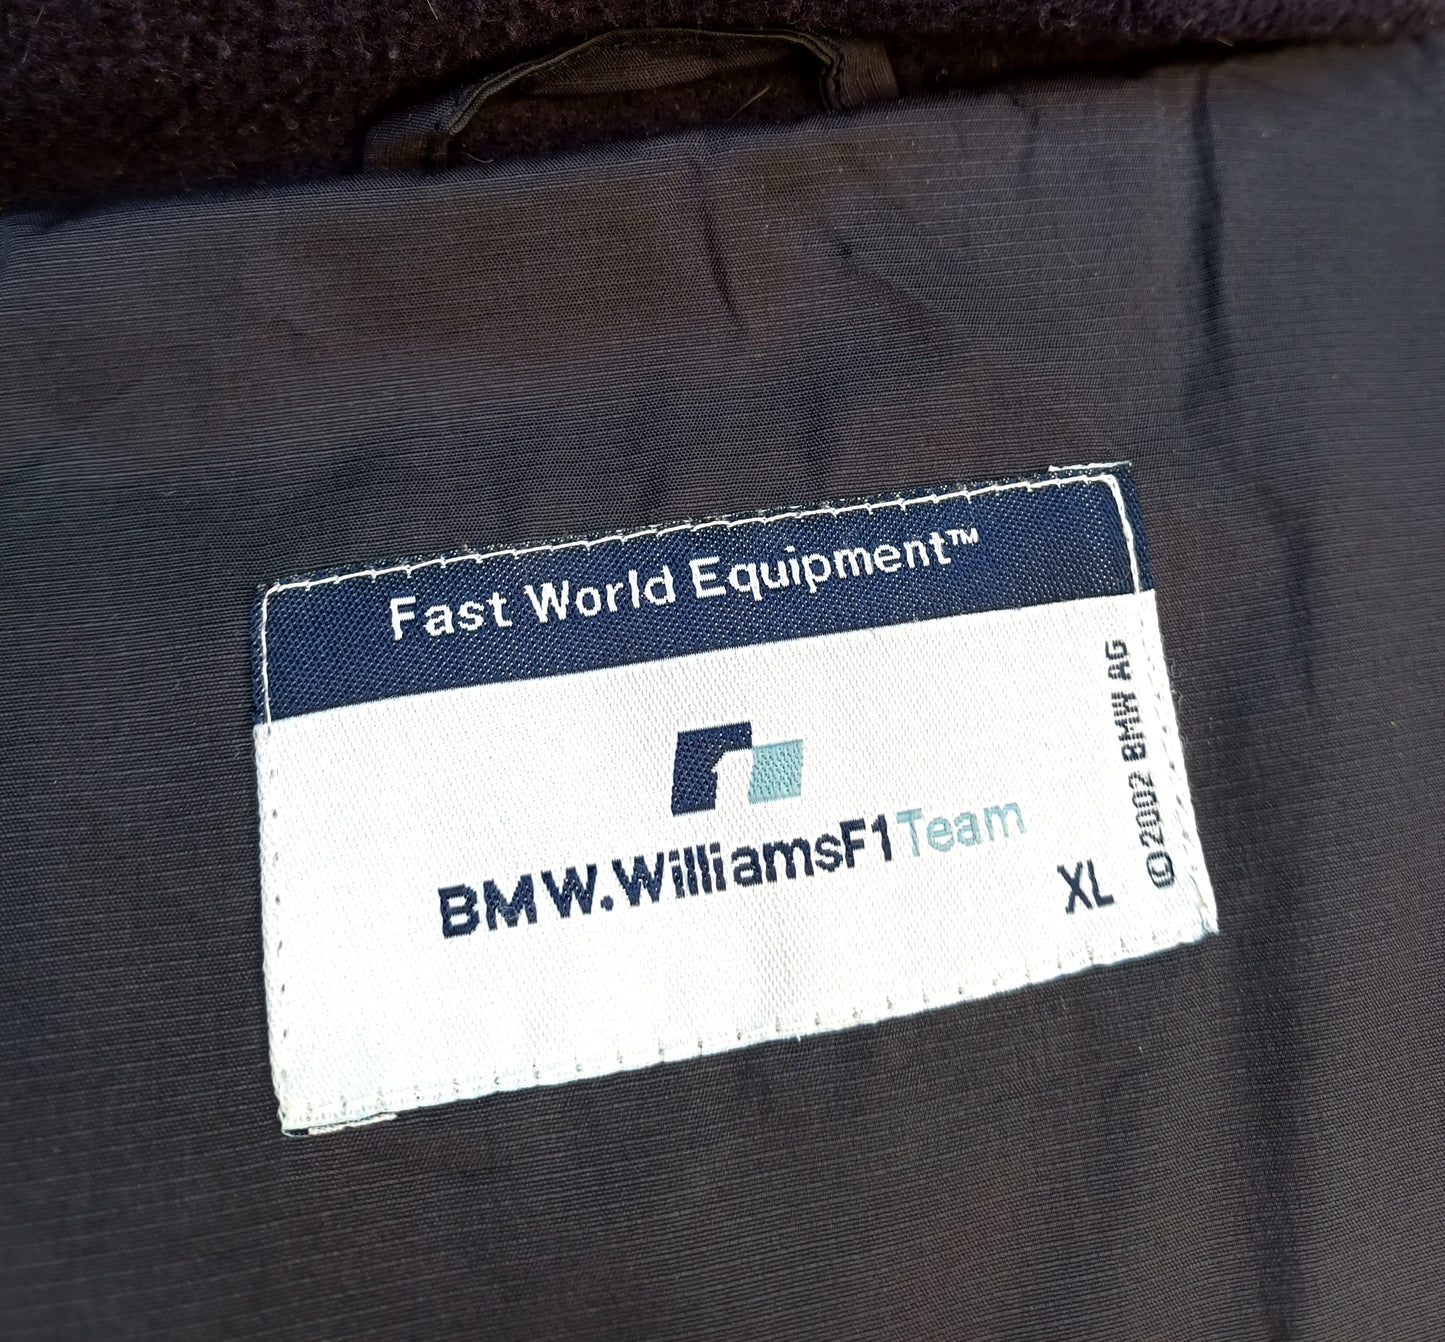 Fast World Equipment™
BMW.WilliamsF1Team
XL
©2002 BMW AG